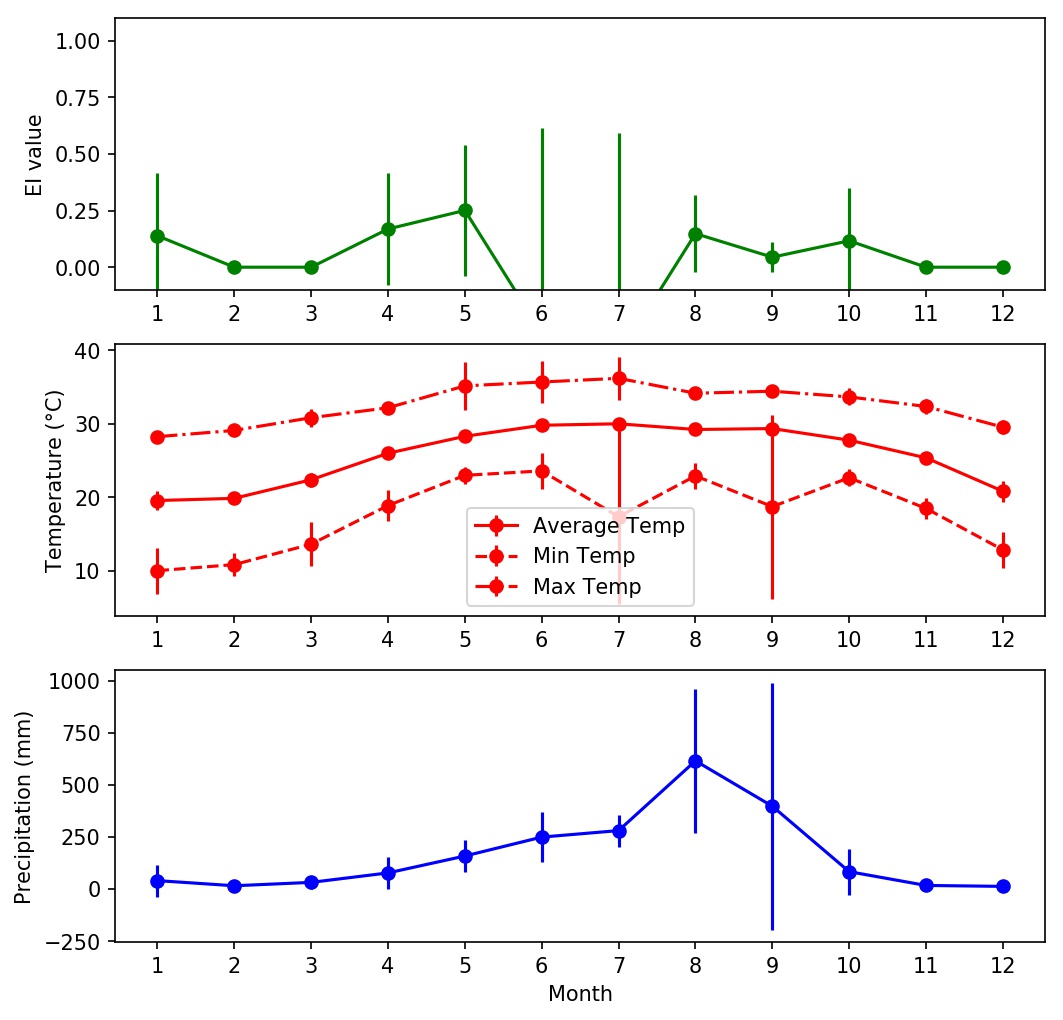 EI value
1.00
0.75
0.50
0.25
0.00
1 2 3 4 5 6 7 8 9 10 11 12
Temperature (°C)
40
30
20
10
Average Temp
Min Temp
Max Temp
1 2 3 4 5 6 7 8 9 10 11 12
Precipitation (mm)
1000
750
500
250
0
−250
1 2 3 4 5 6 7 8 9 10 11 12
Month